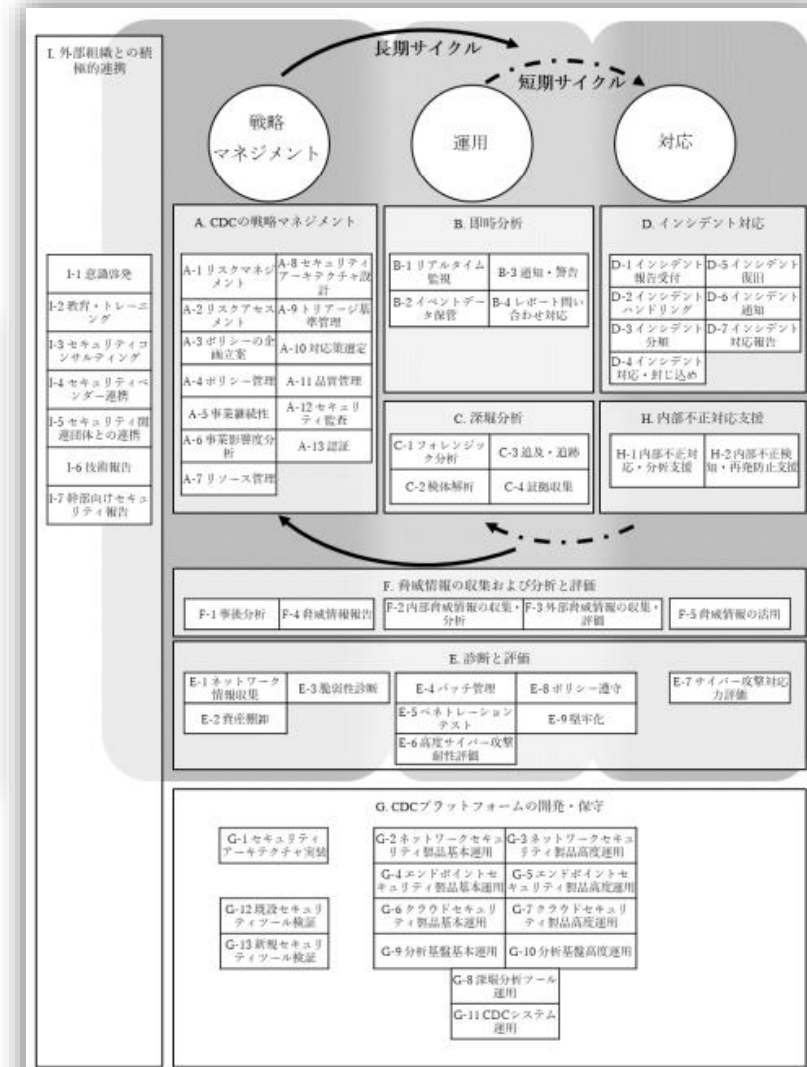 I. 外部組織との積
極的連携
長期サイクル
短期サイクル
戦略
マネジメント
運用
対応
I-1 意識啓発
I-2 教育・トレーニ
ング
I-3 セキュリティコ
ンサルティング
I-4 セキュリティベ
ンダー連携
I-5 セキュリティ関
連団体との連携
I-6 技術報告
I-7 幹部向けセキュ
リティ報告
A. CDCの戦略マネジメント
A-1 リスクマネジ
メント
A-2 リスクアセス
メント
A-3 ポリシーの企
画立案
A-4 ポリシー管理
A-5 事業継続性
A-6 事業影響度分
析
A-7 リソース管理
A-8 セキュリティ
アーキテクチャ設
計
A-9 トリアージ基
準管理
A-10 対応策選定
A-11 品質管理
A-12 セキュリ
ティ監査
A-13 認証
B. 即時分析
B-1 リアルタイム
監視
B-2 イベントデー
タ保管
B-3 通知・警告
B-4 レポート問い
合わせ対応
C. 深堀分析
C-1 フォレンジッ
ク分析
C-2 検体解析
C-3 追及・追跡
C-4 証拠収集
D. インシデント対応
D-1 インシデント
報告受付
D-2 インシデント
ハンドリング
D-3 インシデント
分類
D-4 インシデント
対応・封じ込め
D-5 インシデント
復旧
D-6 インシデント
通知
D-7 インシデント
対応報告
H. 内部不正対応支援
H-1 内部不正対
応・分析支援
H-2 内部不正検
知・再発防止支援
F. 脅威情報の収集および分析と評価
F-1 事後分析
F-4 脅威情報報告
F-2 内部脅威情報の収集・
分析
F-3 外部脅威情報の収集・
評価
F-5 脅威情報の活用
E. 診断と評価
E-1 ネットワーク
情報収集
E-2 資産棚卸
E-3 脆弱性診断
E-4 パッチ管理
E-5 ペネトレーション
テスト
E-6 高度サイバー攻撃
耐性評価
E-8 ポリシー遵守
E-9 堅牢化
E-7 サイバー攻撃対応
力評価
G. CDCプラットフォームの開発・保守
G-1 セキュリティ
アーキテクチャ実装
G-12 既設セキュリ
ティツール検証
G-13 新規セキュリ
ティツール検証
G-2 ネットワークセキュ
リティ製品基本運用
G-3 ネットワークセキュ
リティ製品高度運用
G-4 エンドポイントセ
キュリティ製品基本運用
G-5 エンドポイントセ
キュリティ製品高度運用
G-6 クラウドセキュリ
ティ製品基本運用
G-7 クラウドセキュリ
ティ製品高度運用
G-9 分析基盤基本運用
G-10 分析基盤高度運用
G-8 深堀分析ツール
運用
G-11 CDCシステム
運用